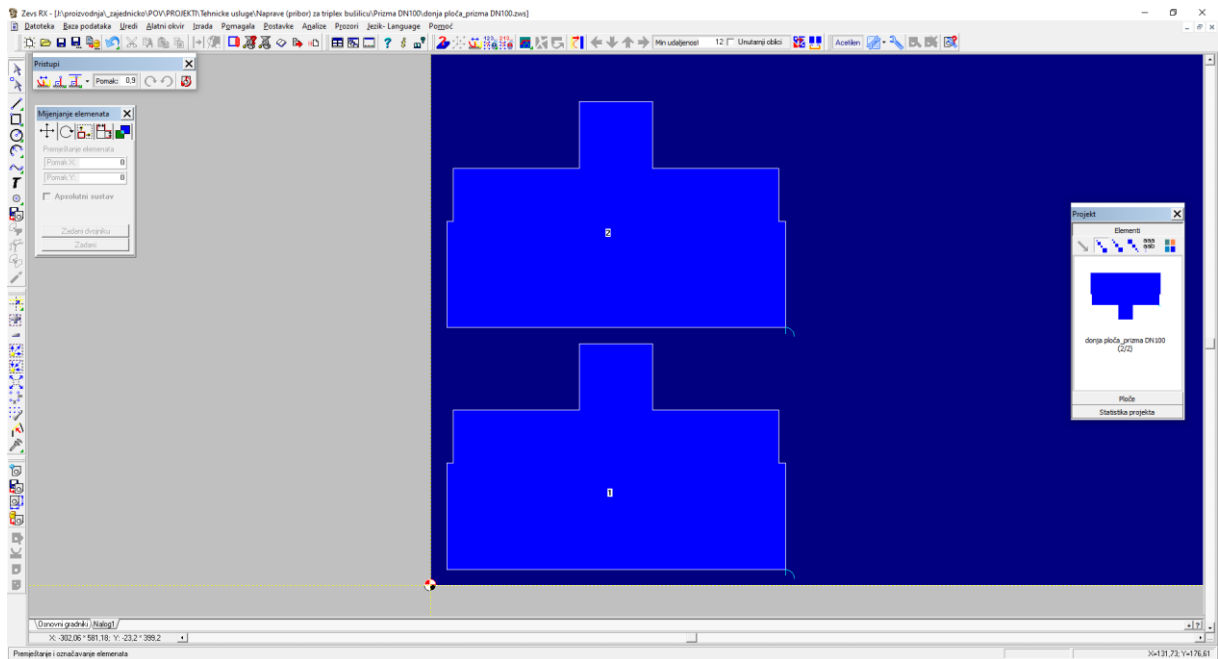 Zevs RX - [J:\proizvodnja\_zajednicko\POV\PROJEKTI\Tehnicke usluge\Naprave (pribor) za triplex bušilicu\Prizma DN100\donja ploča_prizma DN100.zws]
Datoteka Baza podataka Uredi Alatni okvir Izrada Pomagala Postavke Analize Prozori Jezik- Language Pomoć
Min udaljenost 12 Unutarnji oblici Acetilen
Pristupi
Pomak: 0,9
Mijenjanje elemenata
Premještanje elemenata
Pomak X: 0
Pomak Y: 0
Apsolutni sustav
Zadani dvojniku
Zadani
2
1
Projekt
Elementi
donja ploča_prizma DN100
(2/2)
Ploče
Statistika projekta
Osnovni gradniki Nalog1
X: -302,06 * 581,18; Y: -23,2 * 399,2
Premještanje i označavanje elemenata X=131,73; Y=176,61